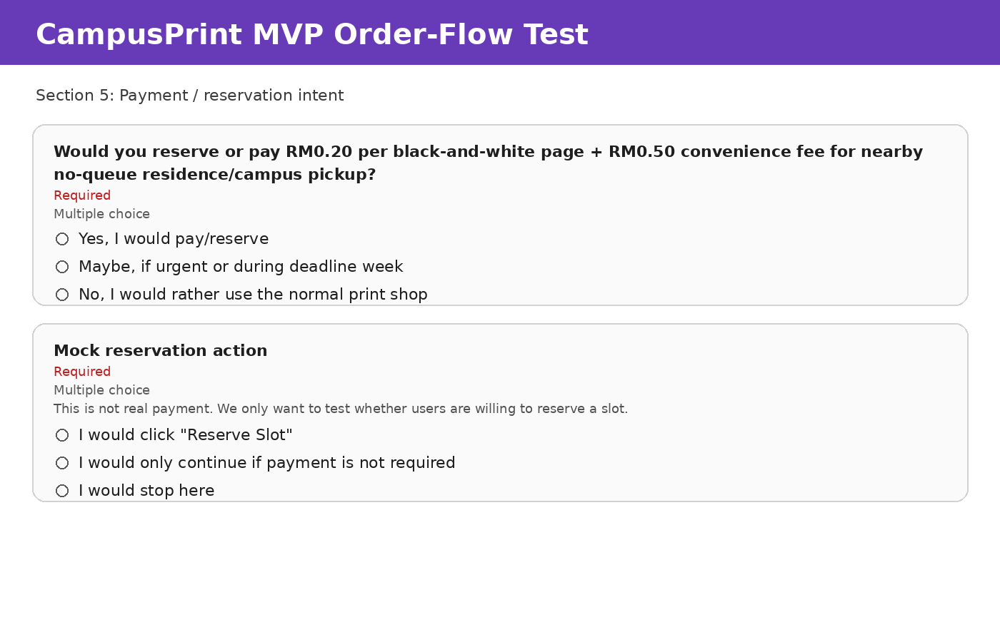 CampusPrint MVP Order-Flow Test
Section 5: Payment / reservation intent
Would you reserve or pay RM0.20 per black-and-white page + RM0.50 convenience fee for nearby
no-queue residence/campus pickup?
Required
Multiple choice
Yes, I would pay/reserve
Maybe, if urgent or during deadline week
No, I would rather use the normal print shop
Mock reservation action
Required
Multiple choice
This is not real payment. We only want to test whether users are willing to reserve a slot.
I would click "Reserve Slot"
I would only continue if payment is not required
I would stop here